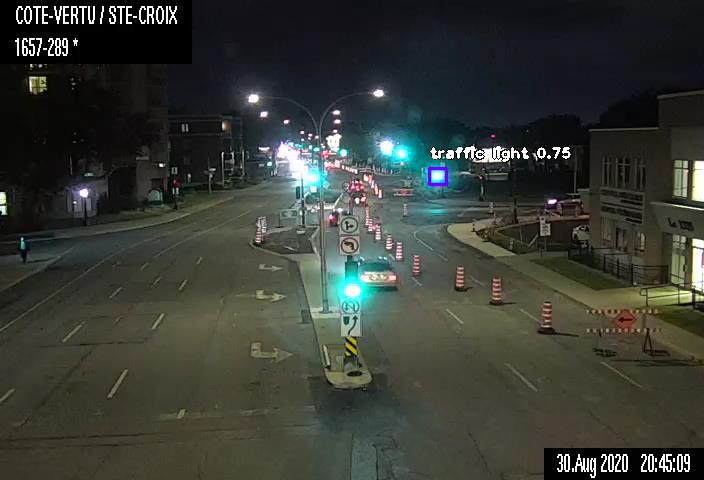 COTE-VERTU / STE-CROIX
1657-289 *
traffic light 0.75
30.Aug 2020 20:45:09